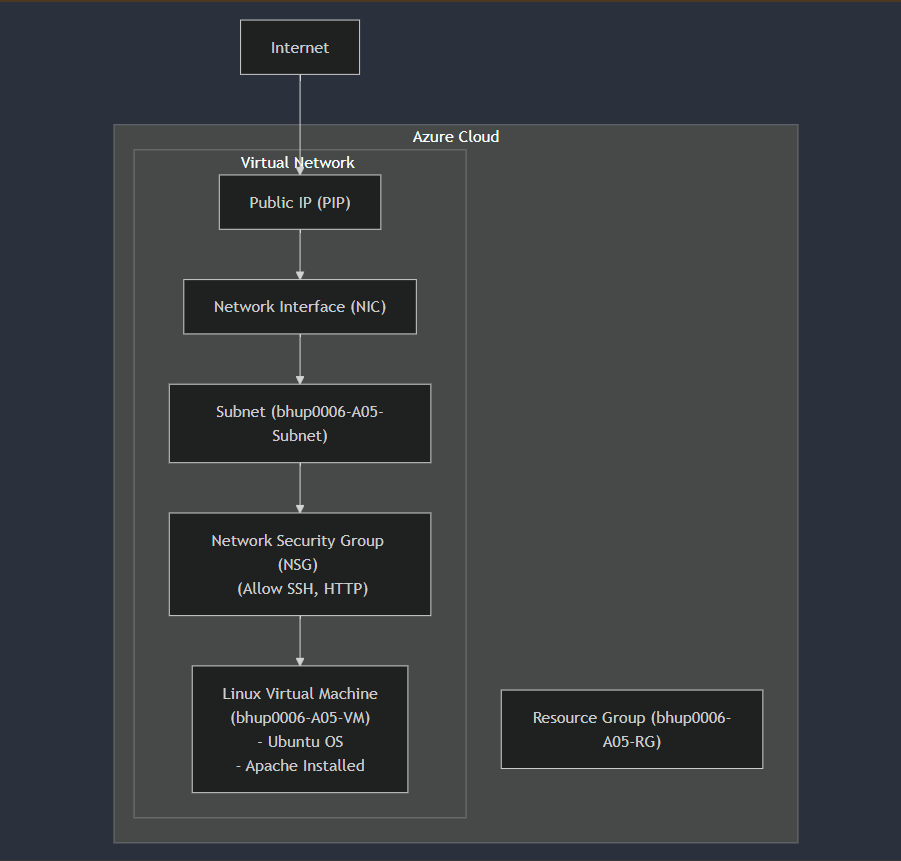 Internet
Azure Cloud
Virtual Network
Public IP (PIP)
Network Interface (NIC)
Subnet (bhup0006-A05-
Subnet)
Network Security Group
(NSG)
(Allow SSH, HTTP)
Linux Virtual Machine
(bhup0006-A05-VM)
- Ubuntu OS
- Apache Installed
Resource Group (bhup0006-
A05-RG)